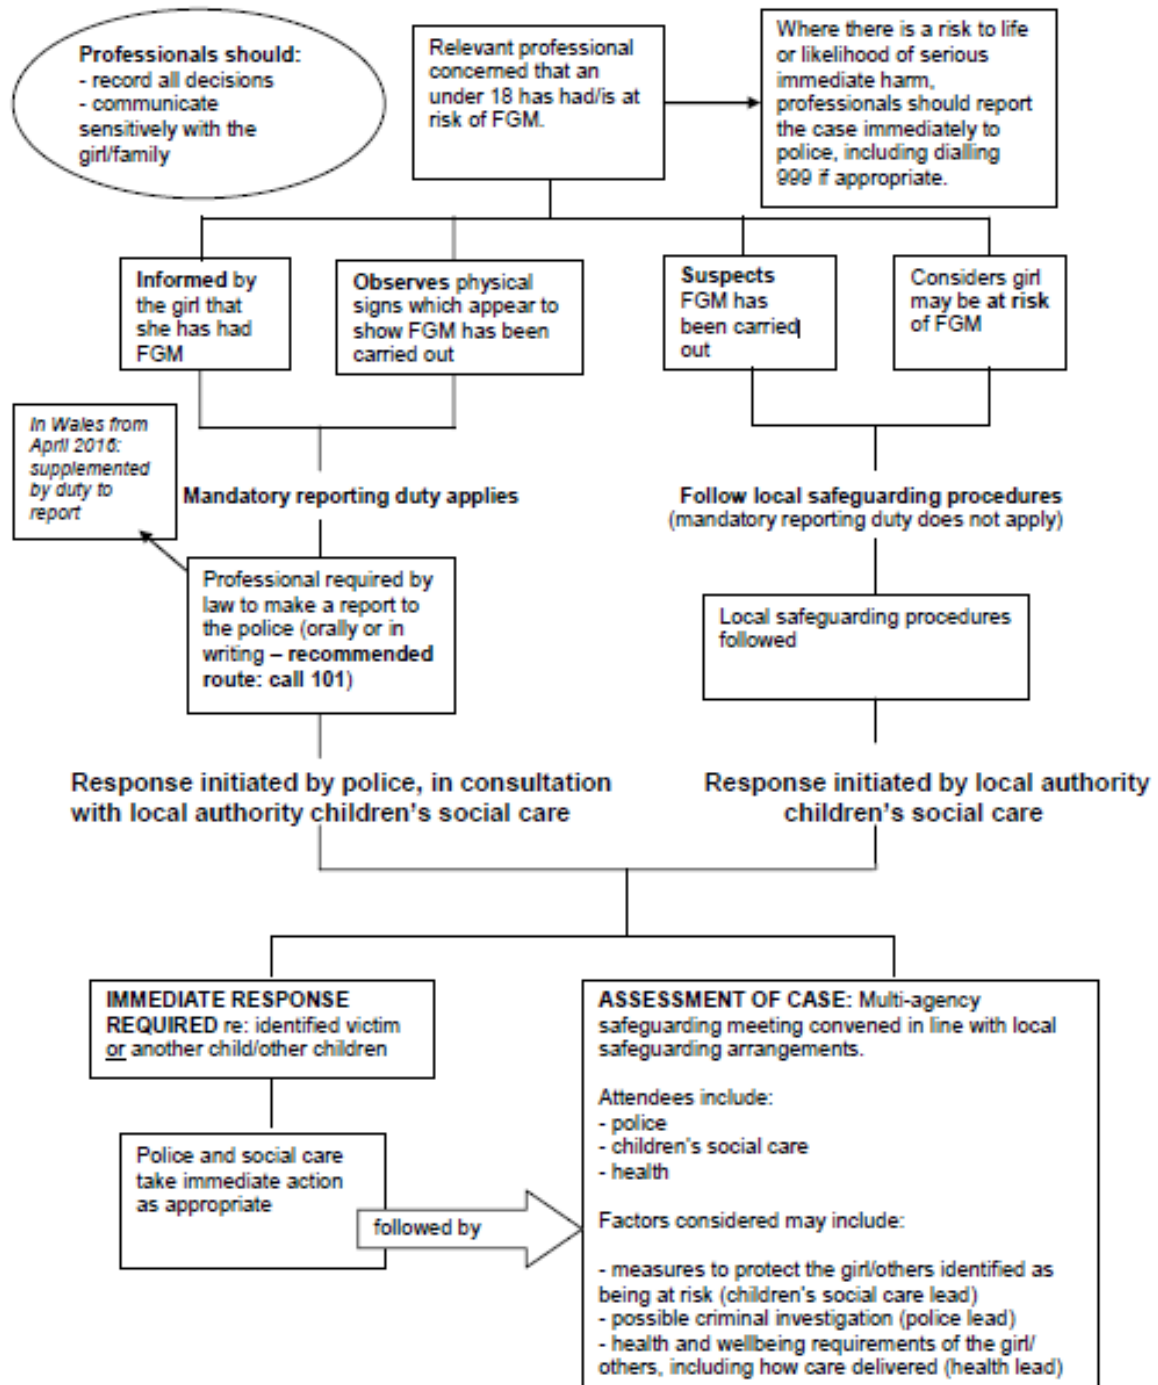 Professionals should:
- record all decisions
- communicate
sensitively with the
girl/family
Relevant professional
concerned that an
under 18 has had/is at
risk of FGM.
Where there is a risk to life
or likelihood of serious
immediate harm,
professionals should report
the case immediately to
police, including dialling
999 if appropriate.
Informed by
the girl that
she has had
FGM
Observes physical
signs which appear to
show FGM has been
carried out
Suspects
FGM has
been carried
out
Considers girl
may be at risk
of FGM
In Wales from
April 2016:
supplemented
by duty to
report
Mandatory reporting duty applies
Follow local safeguarding procedures
(mandatory reporting duty does not apply)
Professional required by
law to make a report to
the police (orally or in
writing – recommended
route: call 101)
Local safeguarding procedures
followed
Response initiated by police, in consultation
with local authority children's social care
Response initiated by local authority
children's social care
IMMEDIATE RESPONSE
REQUIRED re: identified victim
or another child/other children
Police and social care
take immediate action
as appropriate
followed by
ASSESSMENT OF CASE: Multi-agency
safeguarding meeting convened in line with local
safeguarding arrangements.
Attendees include:
- police
- children's social care
- health
Factors considered may include:
- measures to protect the girl/others identified as
being at risk (children's social care lead)
- possible criminal investigation (police lead)
- health and wellbeing requirements of the girl/
others, including how care delivered (health lead)